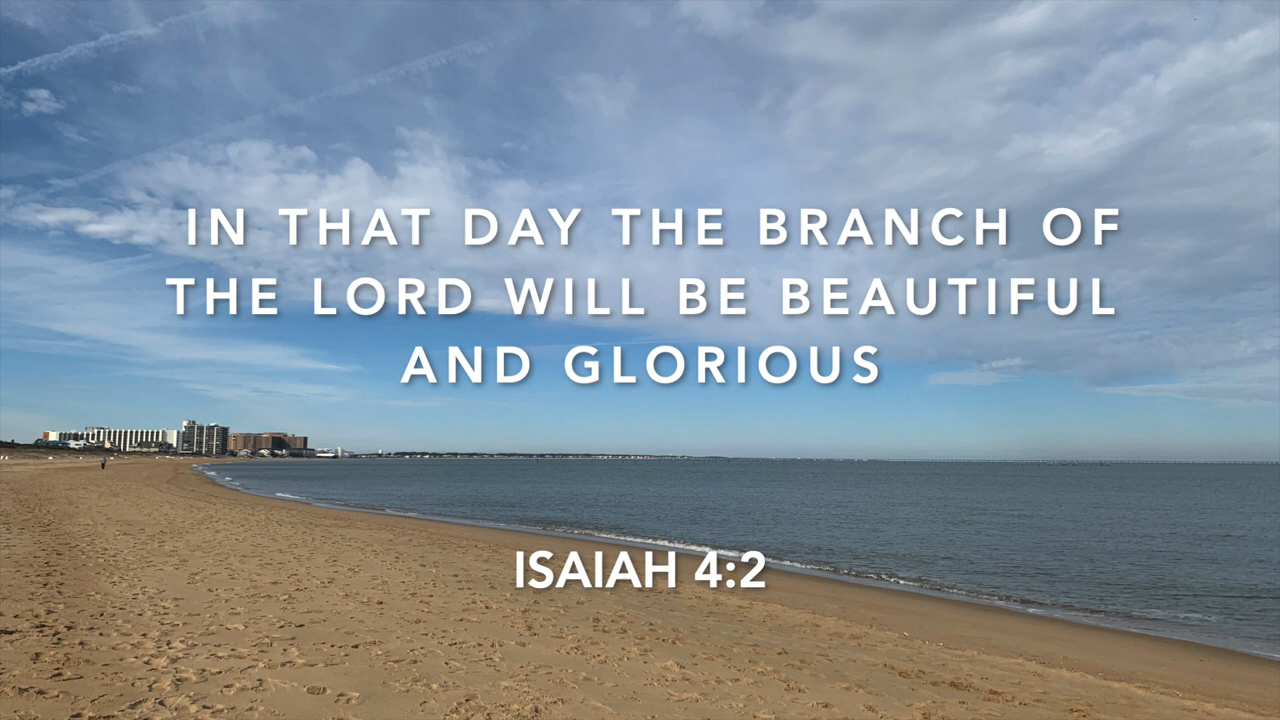 IN THAT DAY THE BRANCH OF
THE LORD WILL BE BEAUTIFUL
AND GLORIOUS
ISAIAH 4:2